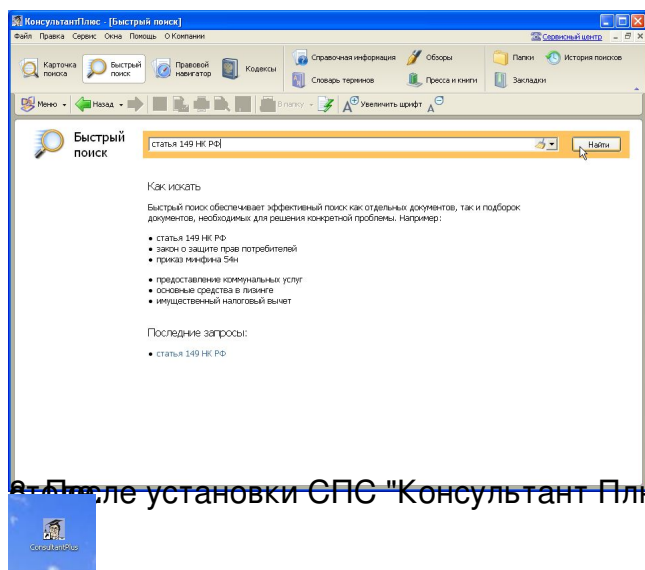 КонсультантПлюс - [Быстрый поиск]
Файл Правка Сервис Окна Помощь О Компании Сервисный центр
Карточка поиска Быстрый поиск Правовой навигатор Кодексы Справочная информация Обзоры Папки История поисков
Словарь терминов Пресса и книги Закладки
Меню Назад В папку Увеличить шрифт
Быстрый поиск
статья 149 НК РФ Найти
Как искать
Быстрый поиск обеспечивает эффективный поиск как отдельных документов, так и подборок
документов, необходимых для решения конкретной проблемы. Например:
• статья 149 НК РФ
• закон о защите прав потребителей
• приказ минфина 54н
• предоставление коммунальных услуг
• основные средства в лизинге
• имущественный налоговый вычет
Последние запросы:
• статья 149 НК РФ
После установки СПС "Консультант Плю
ConsultantPlus